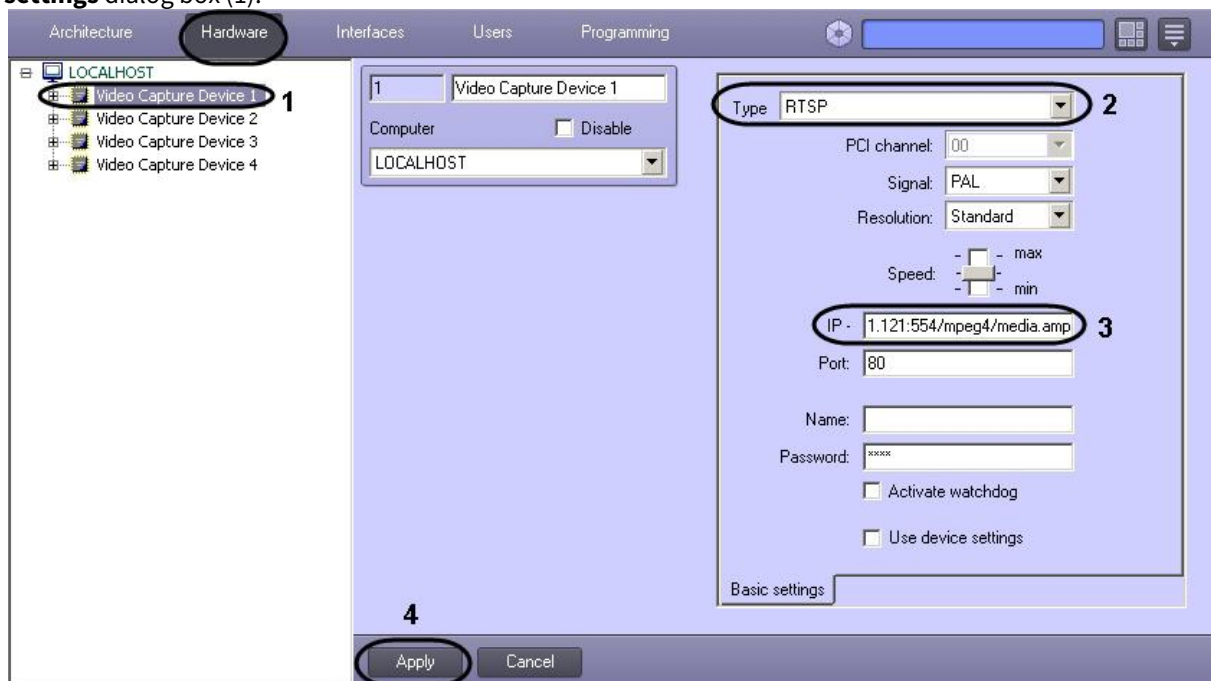 settings dialog box (1).
Architecture Hardware Interfaces Users Programming
LOCALHOST
Video Capture Device 1 1
Video Capture Device 2
Video Capture Device 3
Video Capture Device 4
1 Video Capture Device 1
Computer Disable
LOCALHOST
Type RTSP 2
PCI channel: 00
Signal: PAL
Resolution: Standard
Speed: - - max
- -
- - min
IP - 1.121:554/mpeg4/media.amp 3
Port: 80
Name:
Password: ****
Activate watchdog
Use device settings
Basic settings
4
Apply Cancel